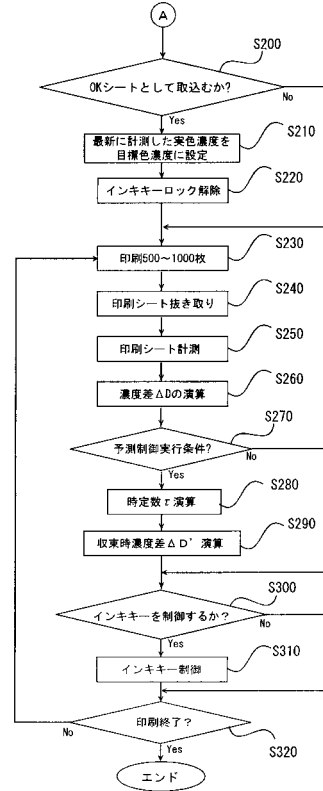 A
S200
OKシートとして取込むか?
No
Yes
S210
最新に計測した実色濃度を
目標色濃度に設定
S220
インキキーロック解除
S230
印刷500～1000枚
S240
印刷シート抜き取り
S250
印刷シート計測
S260
濃度差ΔDの演算
S270
予測制御実行条件?
No
Yes
S280
時定数τ演算
S290
収束時濃度差ΔD'演算
S300
インキキーを制御するか?
No
Yes
S310
インキキー制御
印刷終了?
No
Yes
S320
エンド